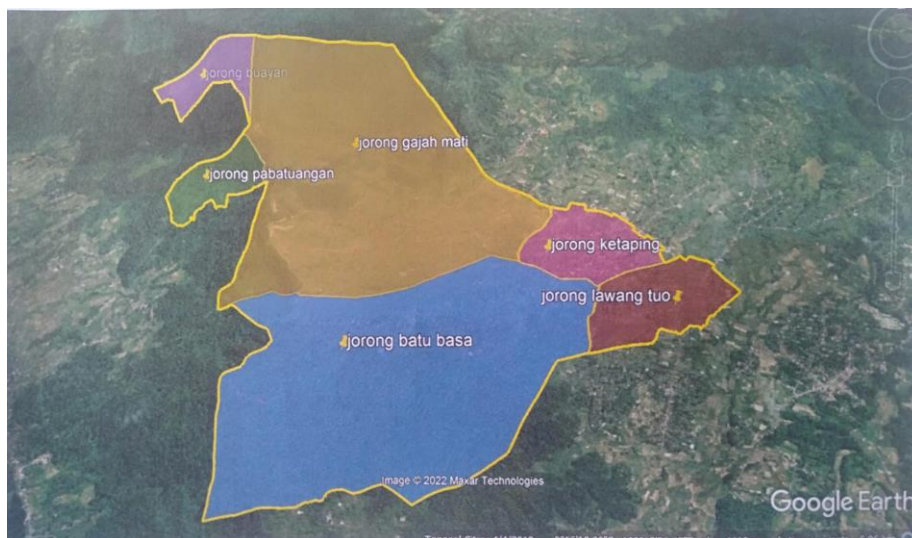 jorong buayan
jorong gajah mati
jorong pabatuangan
jorong ketaping
jorong lawang tuo
jorong batu basa
Image © 2022 Maxar Technologies
Google Earth